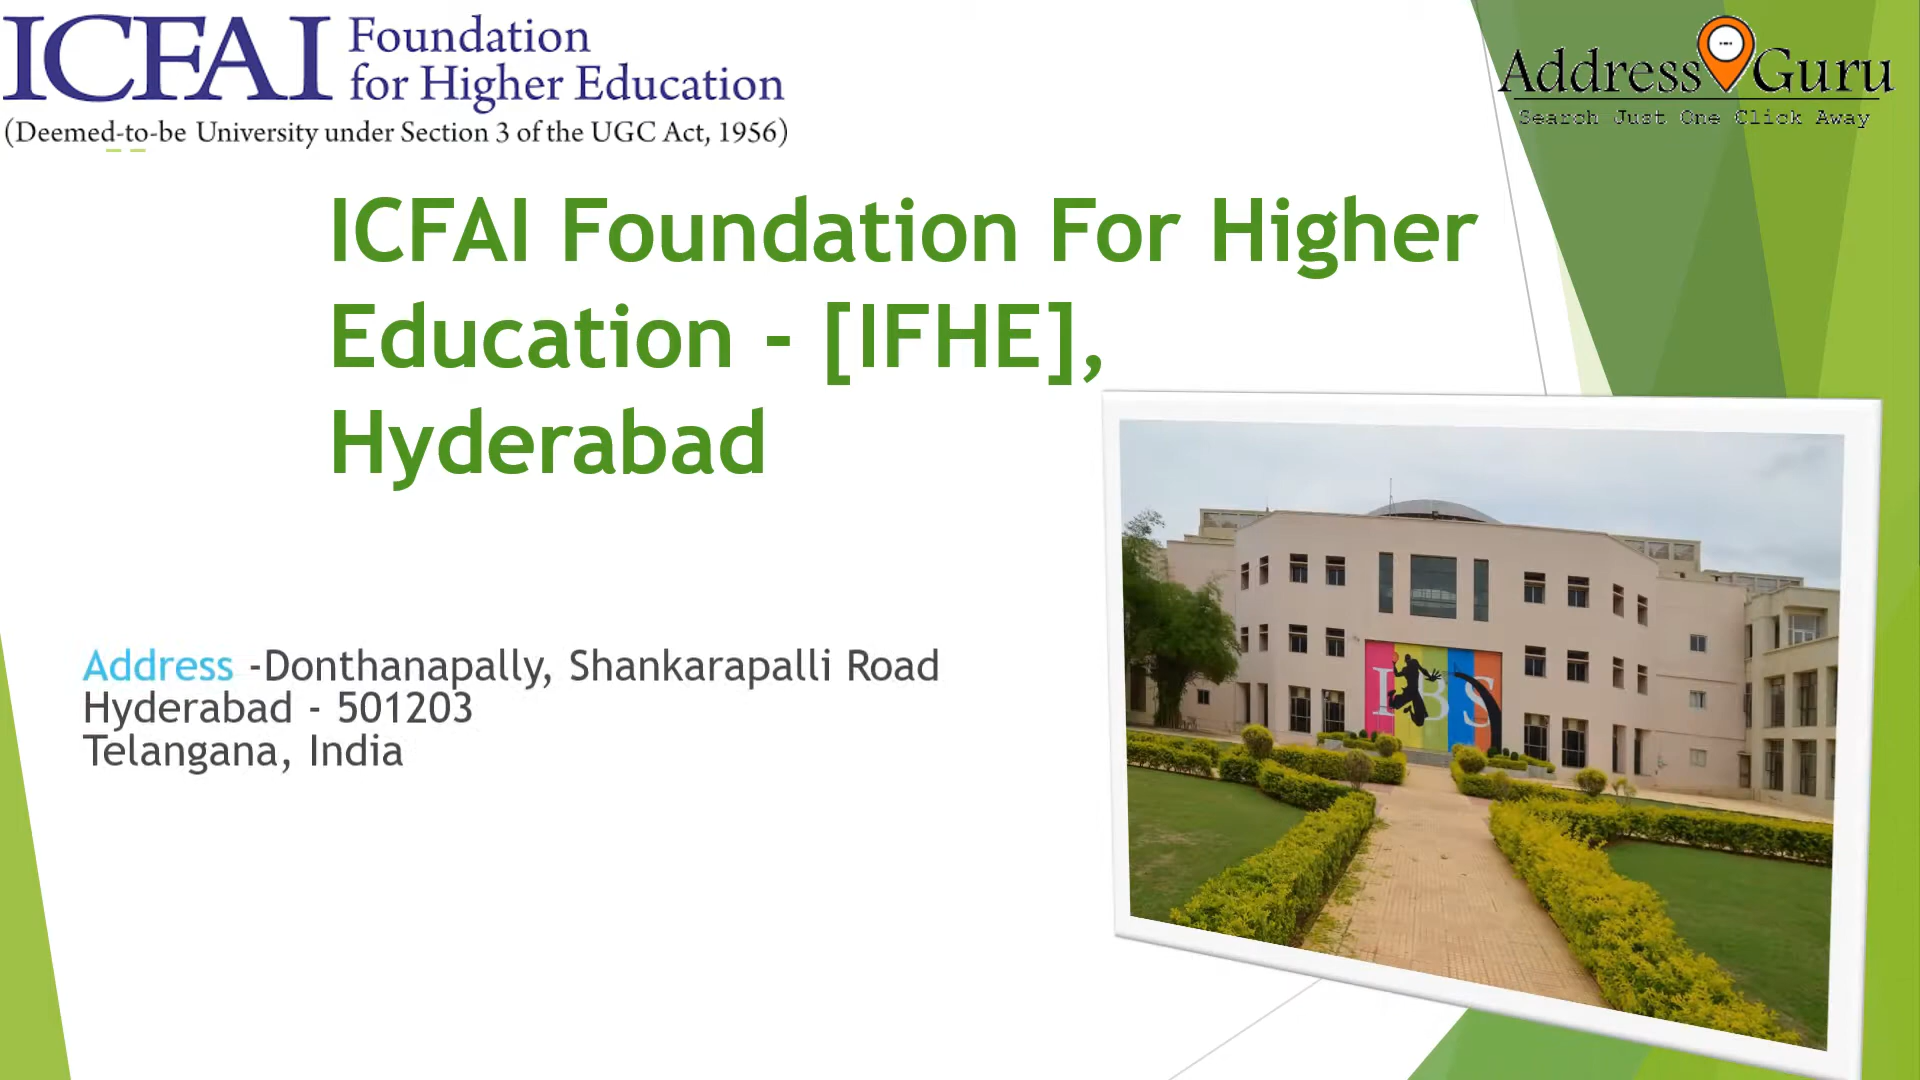 ICFAI Foundation
for Higher Education
(Deemed-to-be University under Section 3 of the UGC Act, 1956)
Address Guru
Search Just One Click Away
ICFAI Foundation For Higher
Education - [IFHE],
Hyderabad
Address -Donthanapally, Shankarapalli Road
Hyderabad - 501203
Telangana, India
IBS